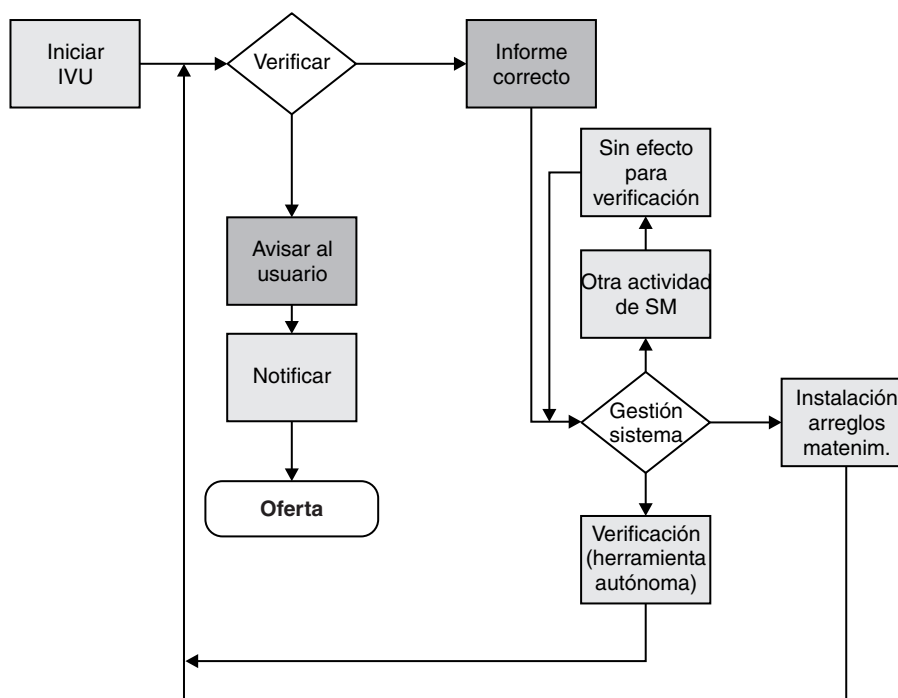 Iniciar
IVU
Verificar
Informe
correcto
Sin efecto
para
verificación
Avisar al
usuario
Otra actividad
de SM
Notificar
Gestión
sistema
Instalación
arreglos
matenim.
Oferta
Verificación
(herramienta
autónoma)